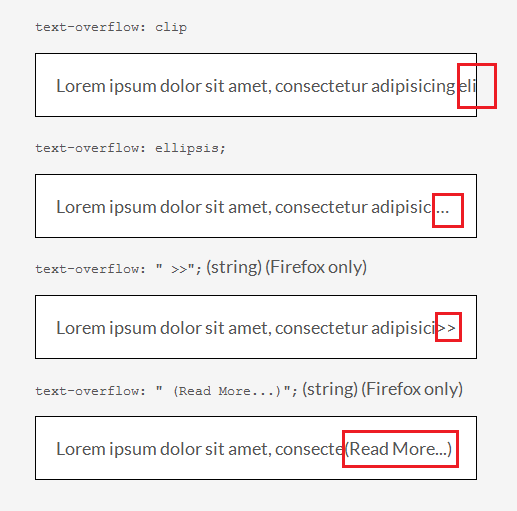 text-overflow: clip
Lorem ipsum dolor sit amet, consectetur adipisicing eli
text-overflow: ellipsis;
Lorem ipsum dolor sit amet, consectetur adipisic…
text-overflow: " >>"; (string) (Firefox only)
Lorem ipsum dolor sit amet, consectetur adipisici >>
text-overflow: " (Read More...)"; (string) (Firefox only)
Lorem ipsum dolor sit amet, consecte (Read More...)